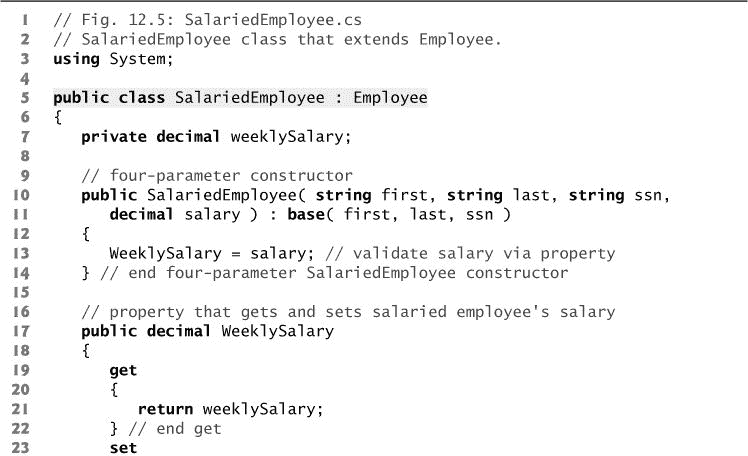 1 // Fig. 12.5: SalariedEmployee.cs
2 // SalariedEmployee class that extends Employee.
3 using System;
4
5 public class SalariedEmployee : Employee
6 {
7 private decimal weeklySalary;
8
9 // four-parameter constructor
10 public SalariedEmployee( string first, string last, string ssn,
11 decimal salary ) : base( first, last, ssn )
12 {
13 WeeklySalary = salary; // validate salary via property
14 } // end four-parameter SalariedEmployee constructor
15
16 // property that gets and sets salaried employee's salary
17 public decimal WeeklySalary
18 {
19 get
20 {
21 return weeklySalary;
22 } // end get
23 set